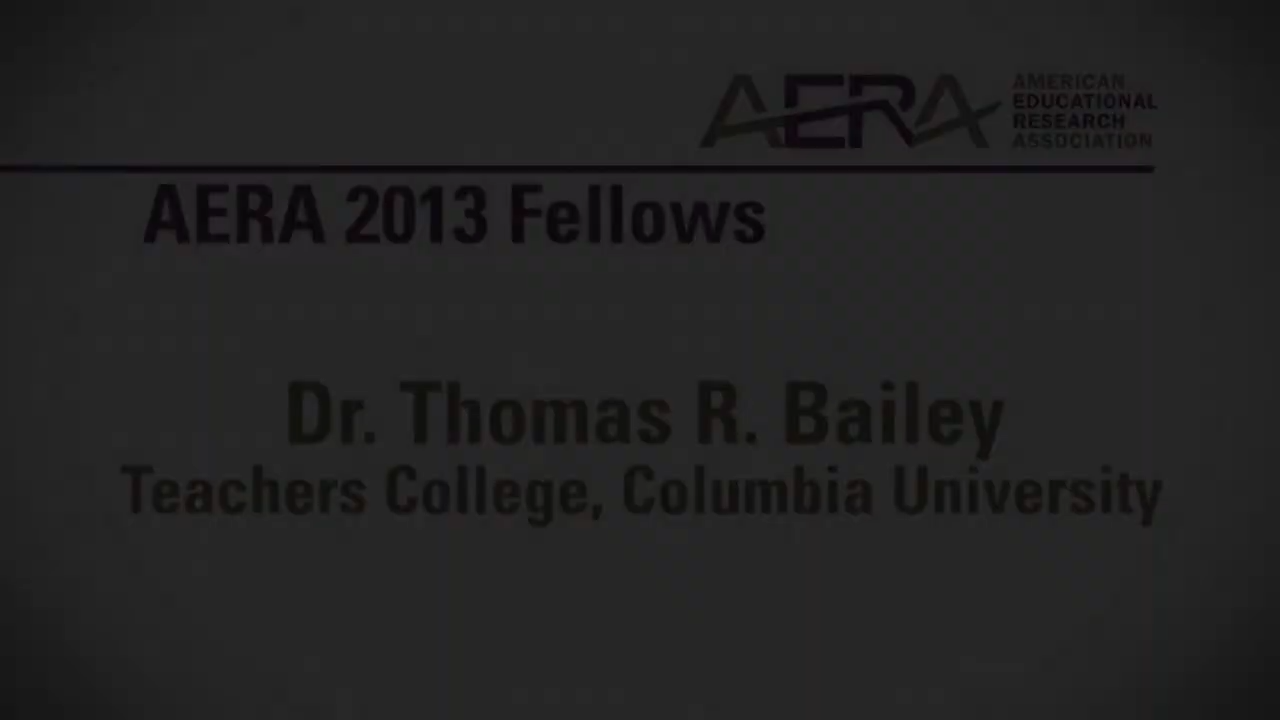 AERA
AMERICAN
EDUCATIONAL
RESEARCH
ASSOCIATION
AERA 2013 Fellows
Dr. Thomas R. Bailey
Teachers College, Columbia University